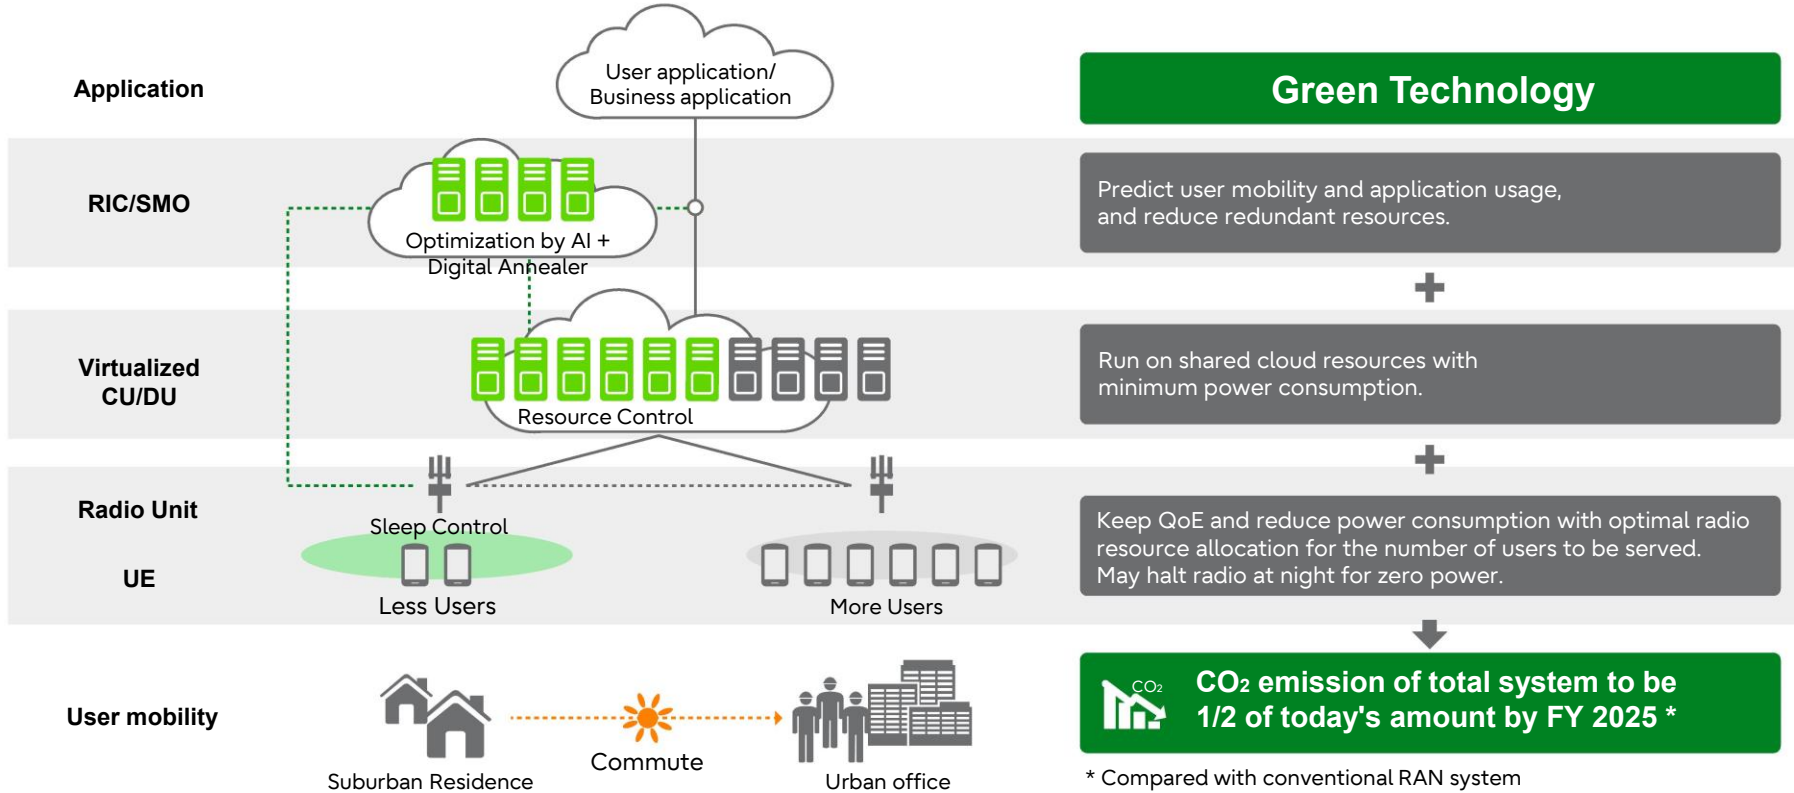 Application
User application/
Business application
Green Technology
RIC/SMO
Optimization by AI +
Digital Annealer
Predict user mobility and application usage,
and reduce redundant resources.
Virtualized
CU/DU
Resource Control
Run on shared cloud resources with
minimum power consumption.
Radio Unit
UE
Sleep Control
Less Users
More Users
Keep QoE and reduce power consumption with optimal radio
resource allocation for the number of users to be served.
May halt radio at night for zero power.
User mobility
Suburban Residence
Commute
Urban office
CO₂
CO₂ emission of total system to be
1/2 of today's amount by FY 2025 *
* Compared with conventional RAN system